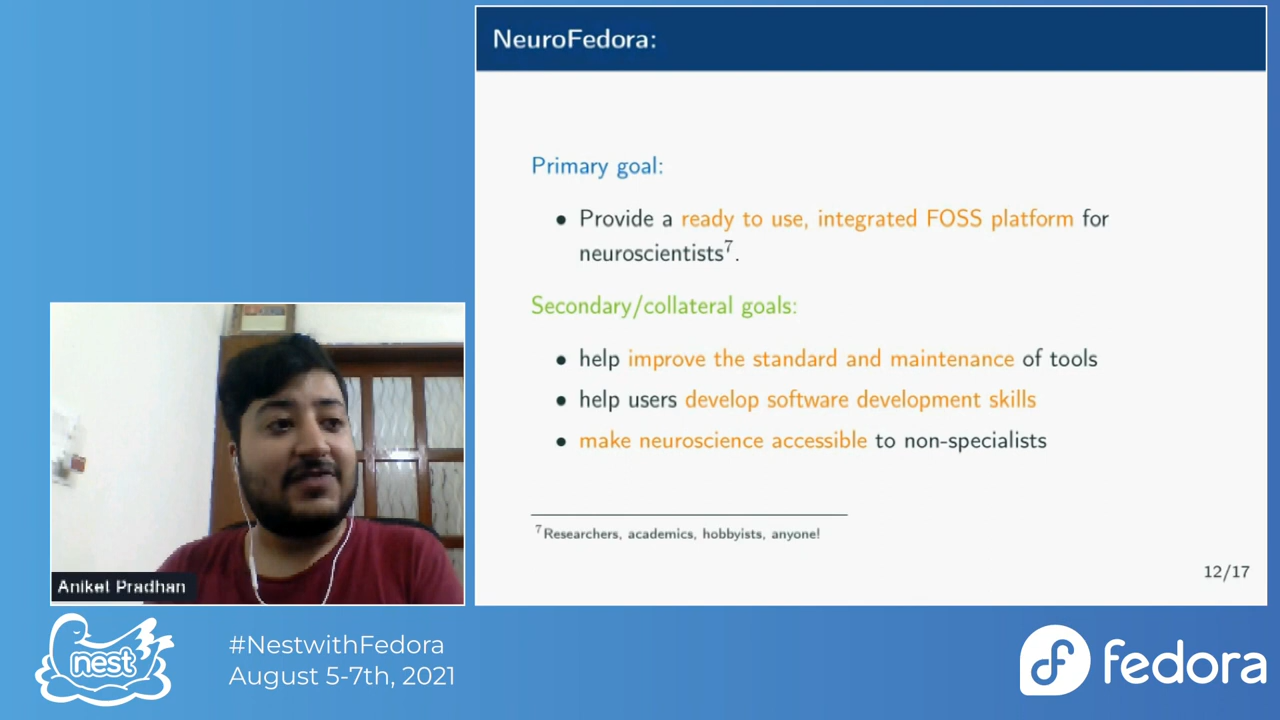 NeuroFedora:
Primary goal:
• Provide a ready to use, integrated FOSS platform for
neuroscientists⁷.
Secondary/collateral goals:
• help improve the standard and maintenance of tools
• help users develop software development skills
• make neuroscience accessible to non-specialists
⁷Researchers, academics, hobbyists, anyone!
12/17
Aniket Pradhan
nest
#NestwithFedora
August 5-7th, 2021
fedora